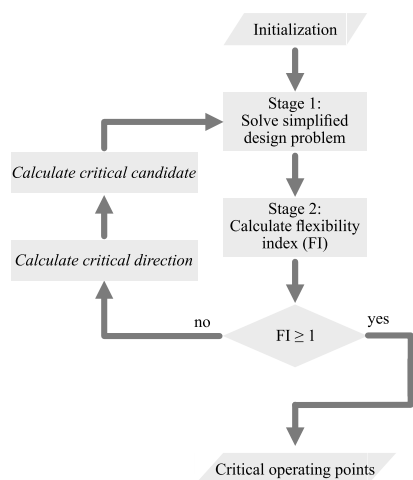 Initialization
Stage 1:
Solve simplified
design problem
Calculate critical candidate
Stage 2:
Calculate flexibility
index (FI)
Calculate critical direction
no
yes
FI ≥ 1
Critical operating points